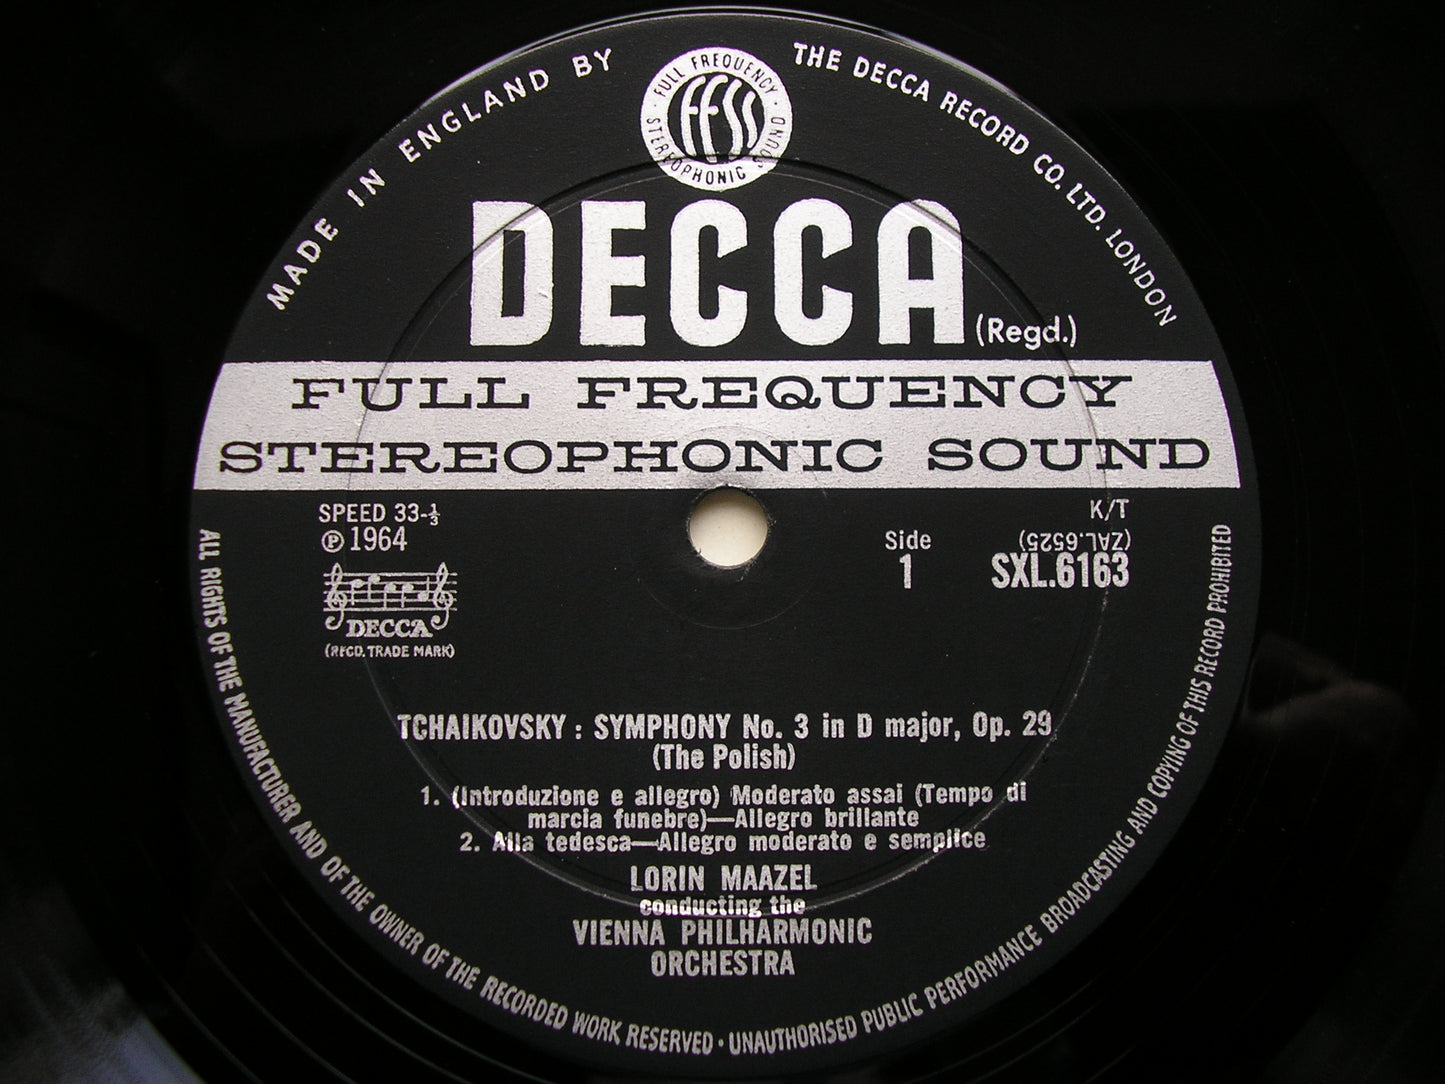 MADE IN ENGLAND BY
THE DECCA RECORD CO. LTD. LONDON
FULL FREQUENCY
FFSS
STEREOPHONIC SOUND
DECCA
(Regd.)
FULL FREQUENCY
STEREOPHONIC SOUND
SPEED 33-⅓
℗ 1964
DECCA
(REGD. TRADE MARK)
K/T
Side
(ZAL.6525)
1
SXL.6163
TCHAIKOVSKY : SYMPHONY No. 3 in D major, Op. 29
(The Polish)
1. (Introduzione e allegro) Moderato assai (Tempo di
marcia funebre)—Allegro brillante
2. Alla tedesca—Allegro moderato e semplice
LORIN MAAZEL
conducting the
VIENNA PHILHARMONIC
ORCHESTRA
ALL RIGHTS OF THE MANUFACTURER AND OF THE OWNER OF THE RECORDED WORK RESERVED · UNAUTHORISED PUBLIC PERFORMANCE BROADCASTING AND COPYING OF THIS RECORD PROHIBITED